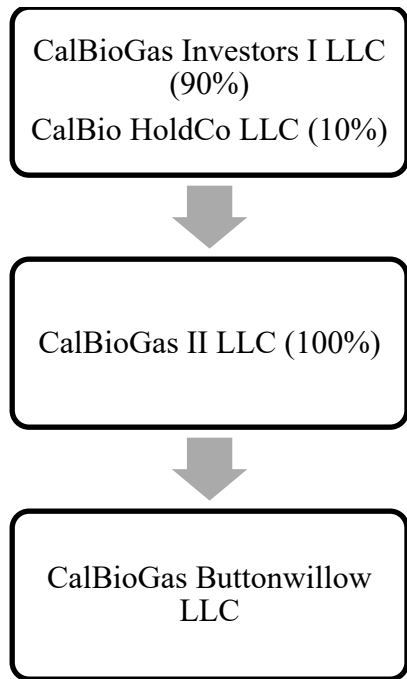 CalBioGas Investors I LLC
(90%)
CalBio HoldCo LLC (10%)
CalBioGas II LLC (100%)
CalBioGas Buttonwillow
LLC